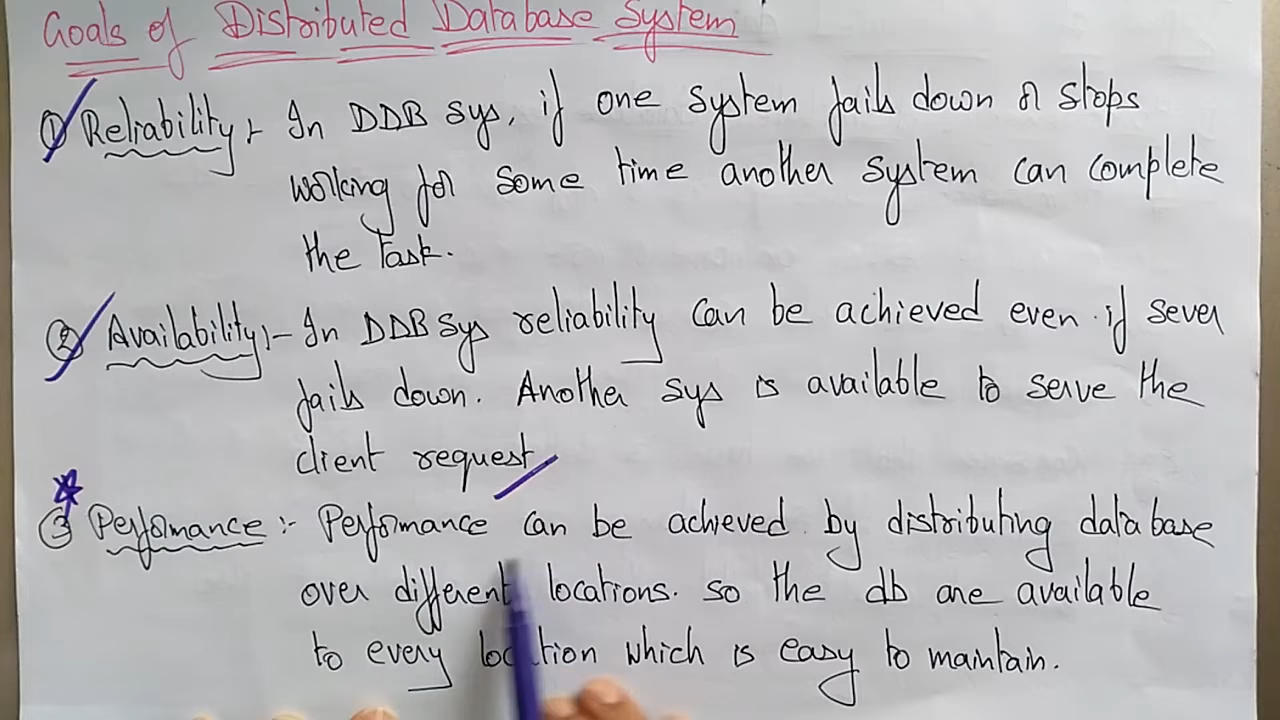 Goals of Distributed Database System
① Reliability:- In DDB sys, if one system fails down or stops
working for some time another system can complete
the task.
② Availability:- In DDB sys reliability can be achieved even if sever
fails down. Another sys is available to serve the
client request
③ Performance:- Performance can be achieved by distributing database
over different locations. so the db are available
to every location which is easy to maintain.